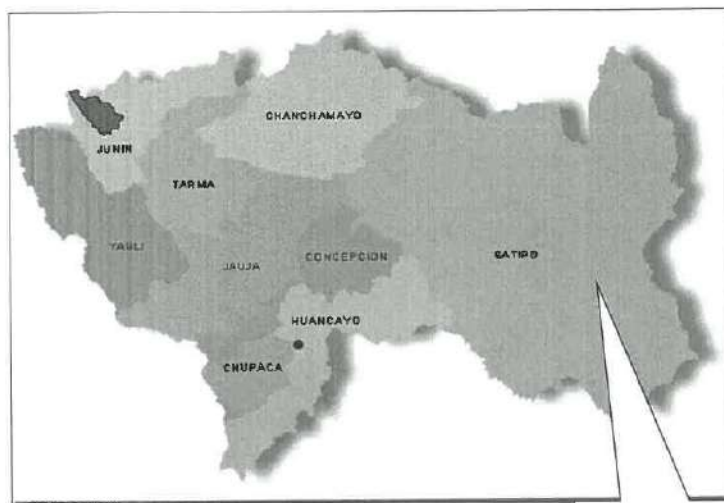 CHANCHAMAYO
JUNIN
TARMA
YAULI
JAUJA
CONCEPCION
SATIPO
HUANCAYO
CHUPACA